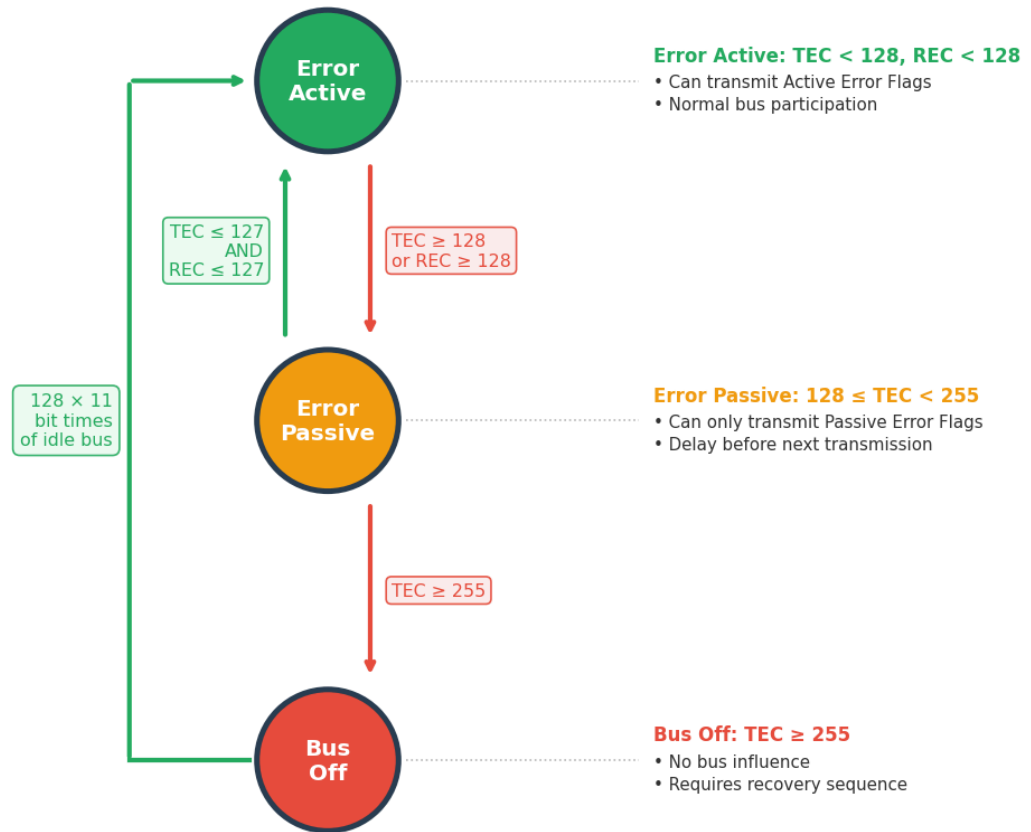 Error
Active
Error Active: TEC < 128, REC < 128
• Can transmit Active Error Flags
• Normal bus participation
TEC ≤ 127
AND
REC ≤ 127
TEC ≥ 128
or REC ≥ 128
128 × 11
bit times
of idle bus
Error
Passive
Error Passive: 128 ≤ TEC < 255
• Can only transmit Passive Error Flags
• Delay before next transmission
TEC ≥ 255
Bus
Off
Bus Off: TEC ≥ 255
• No bus influence
• Requires recovery sequence